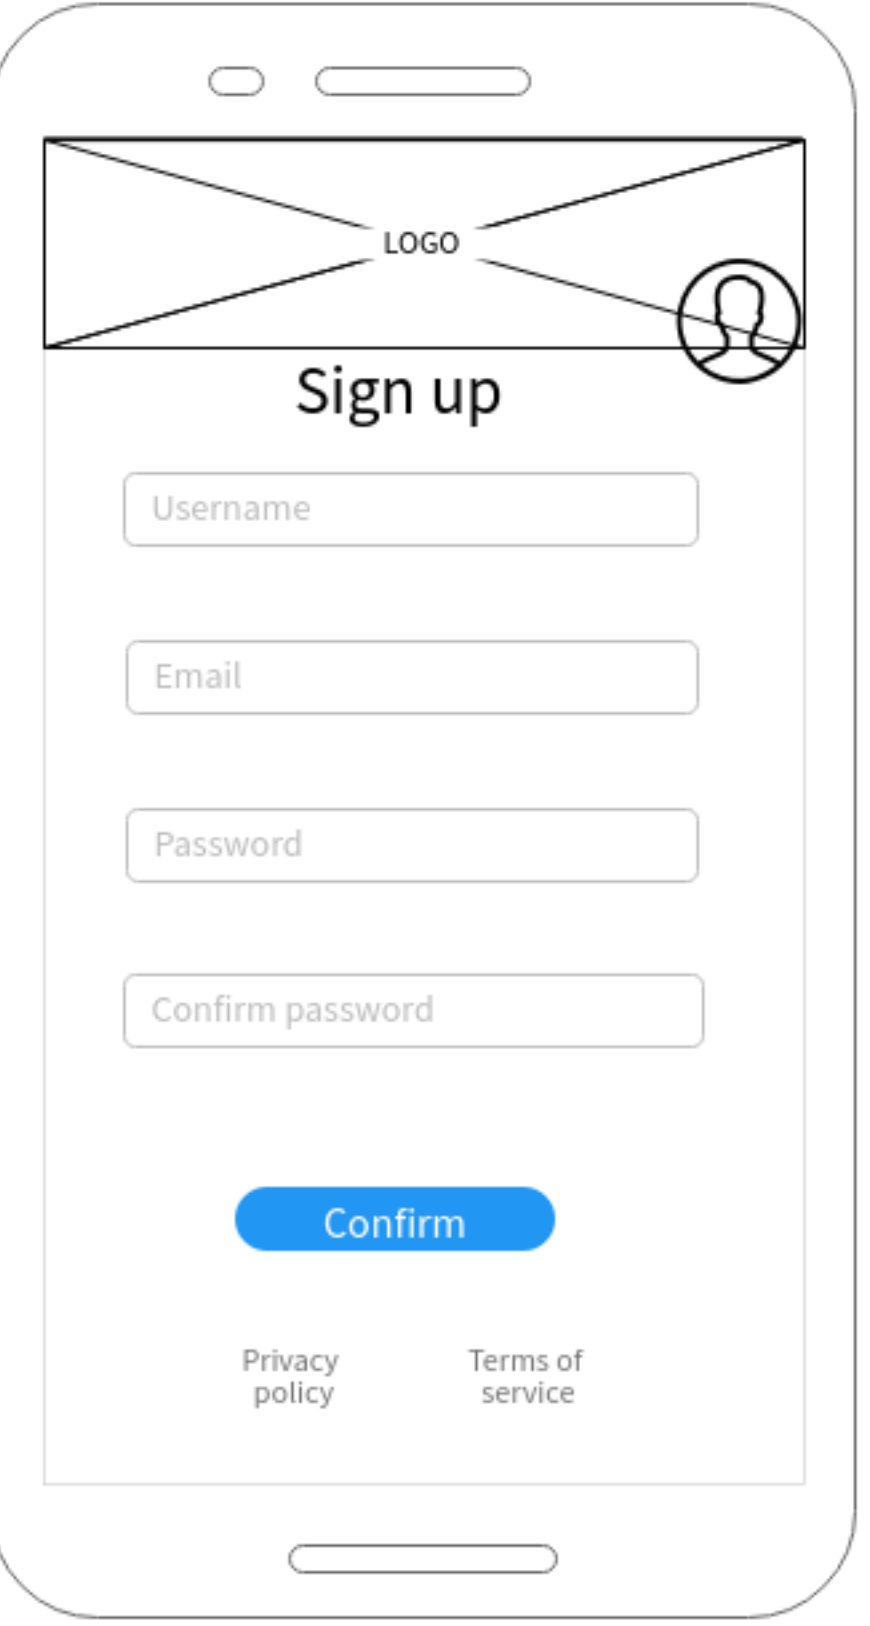 LOGO
Sign up
Username
Email
Password
Confirm password
Confirm
Privacy
policy
Terms of
service